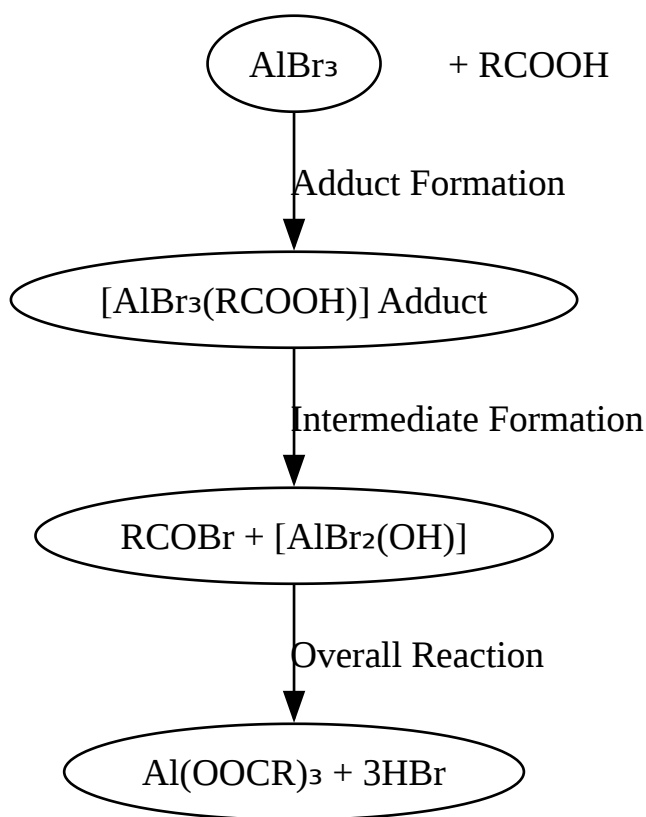 AlBr₃ + RCOOH
Adduct Formation
[AlBr₃(RCOOH)] Adduct
Intermediate Formation
RCOBr + [AlBr₂(OH)]
Overall Reaction
Al(OOCR)₃ + 3HBr